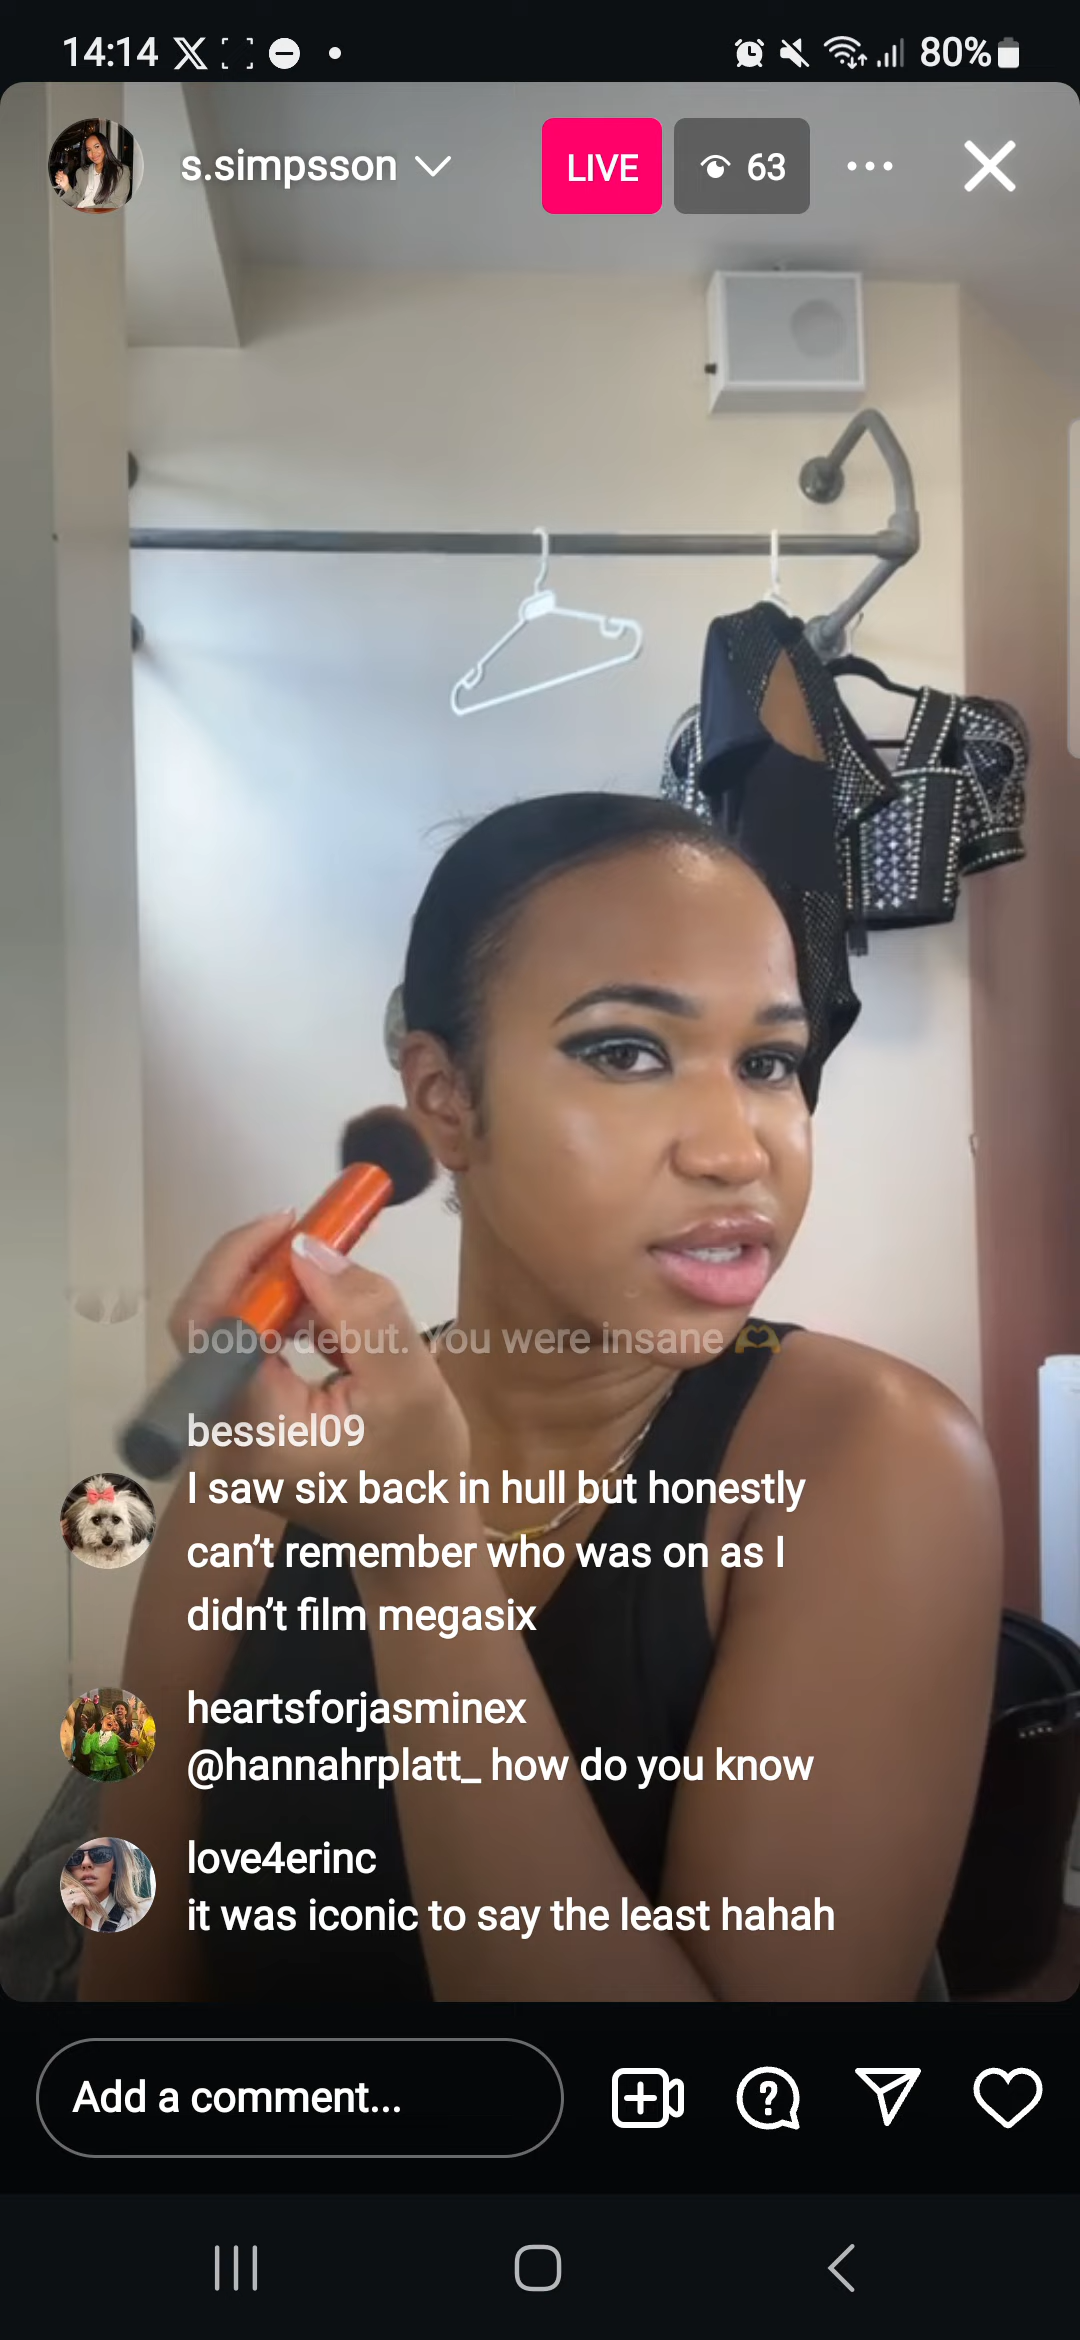 14:14
80%
s.simpsson
LIVE
63
bobo debut. You were insane 🫶
bessiel09
I saw six back in hull but honestly
can't remember who was on as I
didn't film megasix
heartsforjasminex
@hannahrplatt_ how do you know
love4erinc
it was iconic to say the least hahah
Add a comment...